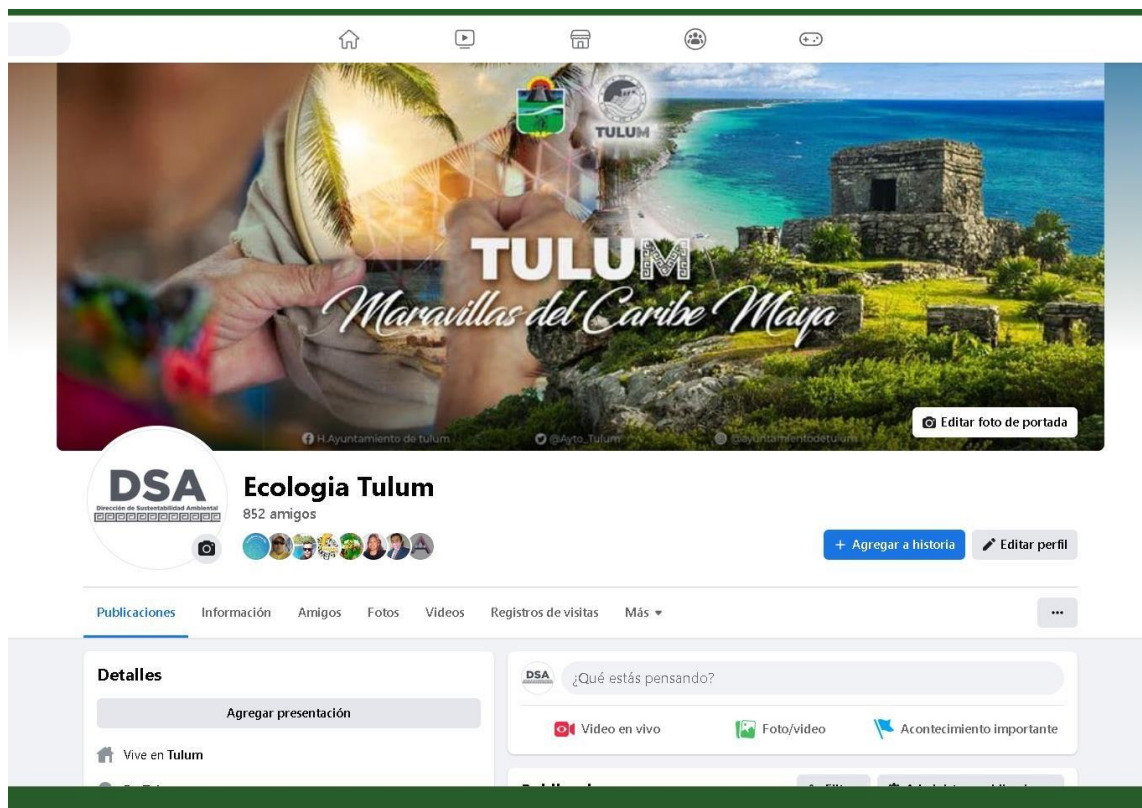 TULUM
TULUM
Maravillas del Caribe Maya
H.Ayuntamiento de tulum
@Ayto_Tulum
@ayuntamientodetulum
Editar foto de portada
DSA
Dirección de Sustentabilidad Ambiental
Ecologia Tulum
852 amigos
+ Agregar a historia
Editar perfil
Publicaciones Información Amigos Fotos Videos Registros de visitas Más
Detalles
Agregar presentación
Vive en Tulum
DSA
¿Qué estás pensando?
Video en vivo Foto/video Acontecimiento importante